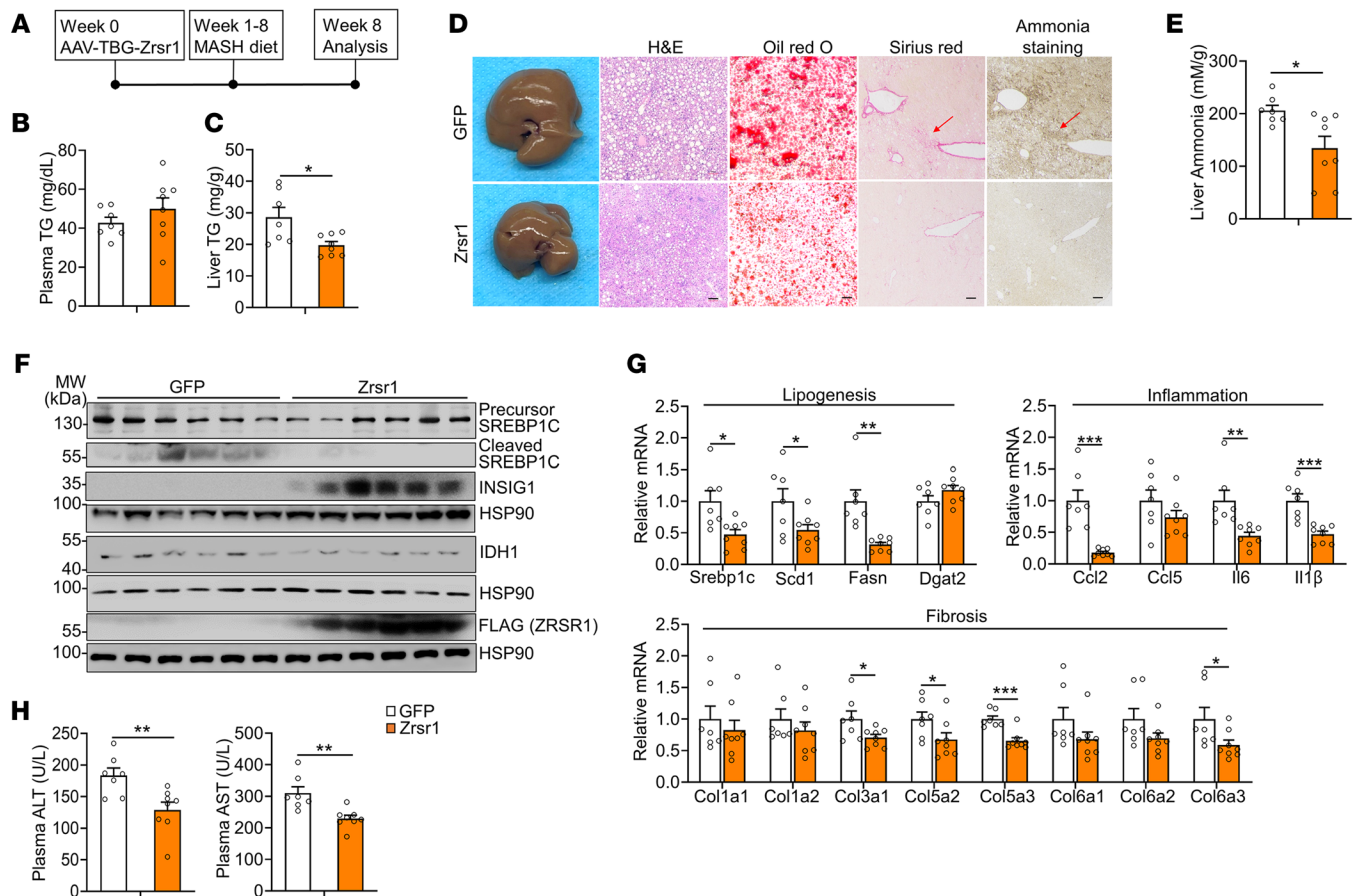 A
Week 0
AAV-TBG-Zrsr1
Week 1-8
MASH diet
Week 8
Analysis
B
Plasma TG (mg/dL)
80
60
40
20
0
C
Liver TG (mg/g)
50
40
30
20
10
0
*
D
H&E
Oil red O
Sirius red
Ammonia
staining
GFP
Zrsr1
E
Liver Ammonia (mM/g)
300
200
100
0
*
F
MW
(kDa)
GFP
Zrsr1
130
Precursor
SREBP1C
55
Cleaved
SREBP1C
35
INSIG1
100
HSP90
55
40
IDH1
100
HSP90
55
FLAG (ZRSR1)
100
HSP90
G
Lipogenesis
Relative mRNA
2.5
2.0
1.5
1.0
0.5
0.0
*
*
**
Srebp1c
Scd1
Fasn
Dgat2
Inflammation
Relative mRNA
2.5
2.0
1.5
1.0
0.5
0.0
***
**
***
Ccl2
Ccl5
Il6
Il1β
Fibrosis
Relative mRNA
2.5
2.0
1.5
1.0
0.5
0.0
*
*
***
*
Col1a1
Col1a2
Col3a1
Col5a2
Col5a3
Col6a1
Col6a2
Col6a3
H
GFP
Zrsr1
Plasma ALT (U/L)
250
200
150
100
50
0
**
Plasma AST (U/L)
500
400
300
200
100
0
**